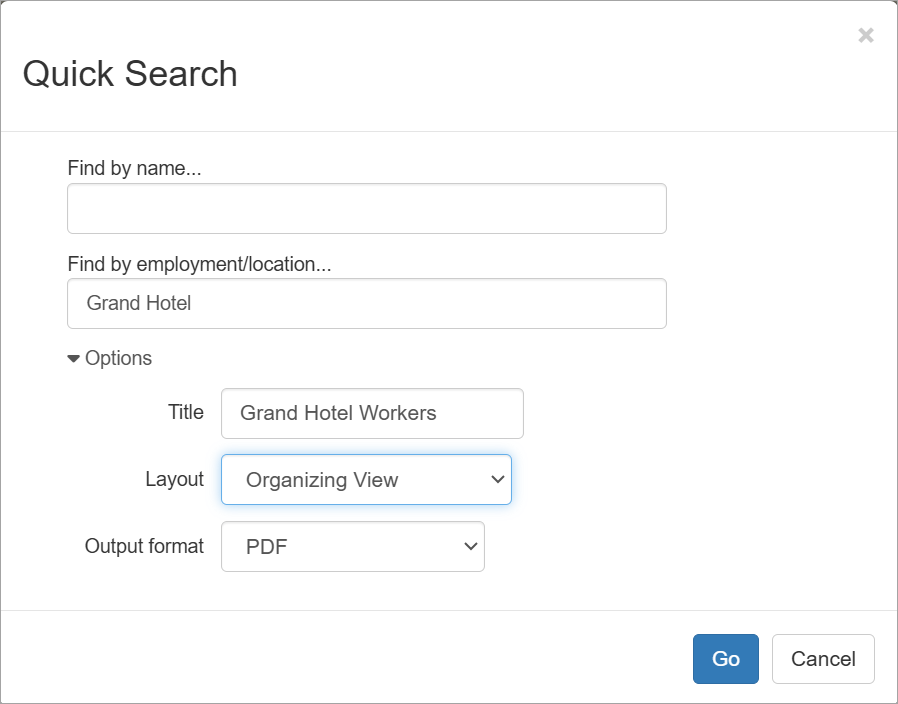 ×
Quick Search
Find by name...
Find by employment/location...
Grand Hotel
Options
Title Grand Hotel Workers
Layout Organizing View
Output format PDF
Go Cancel